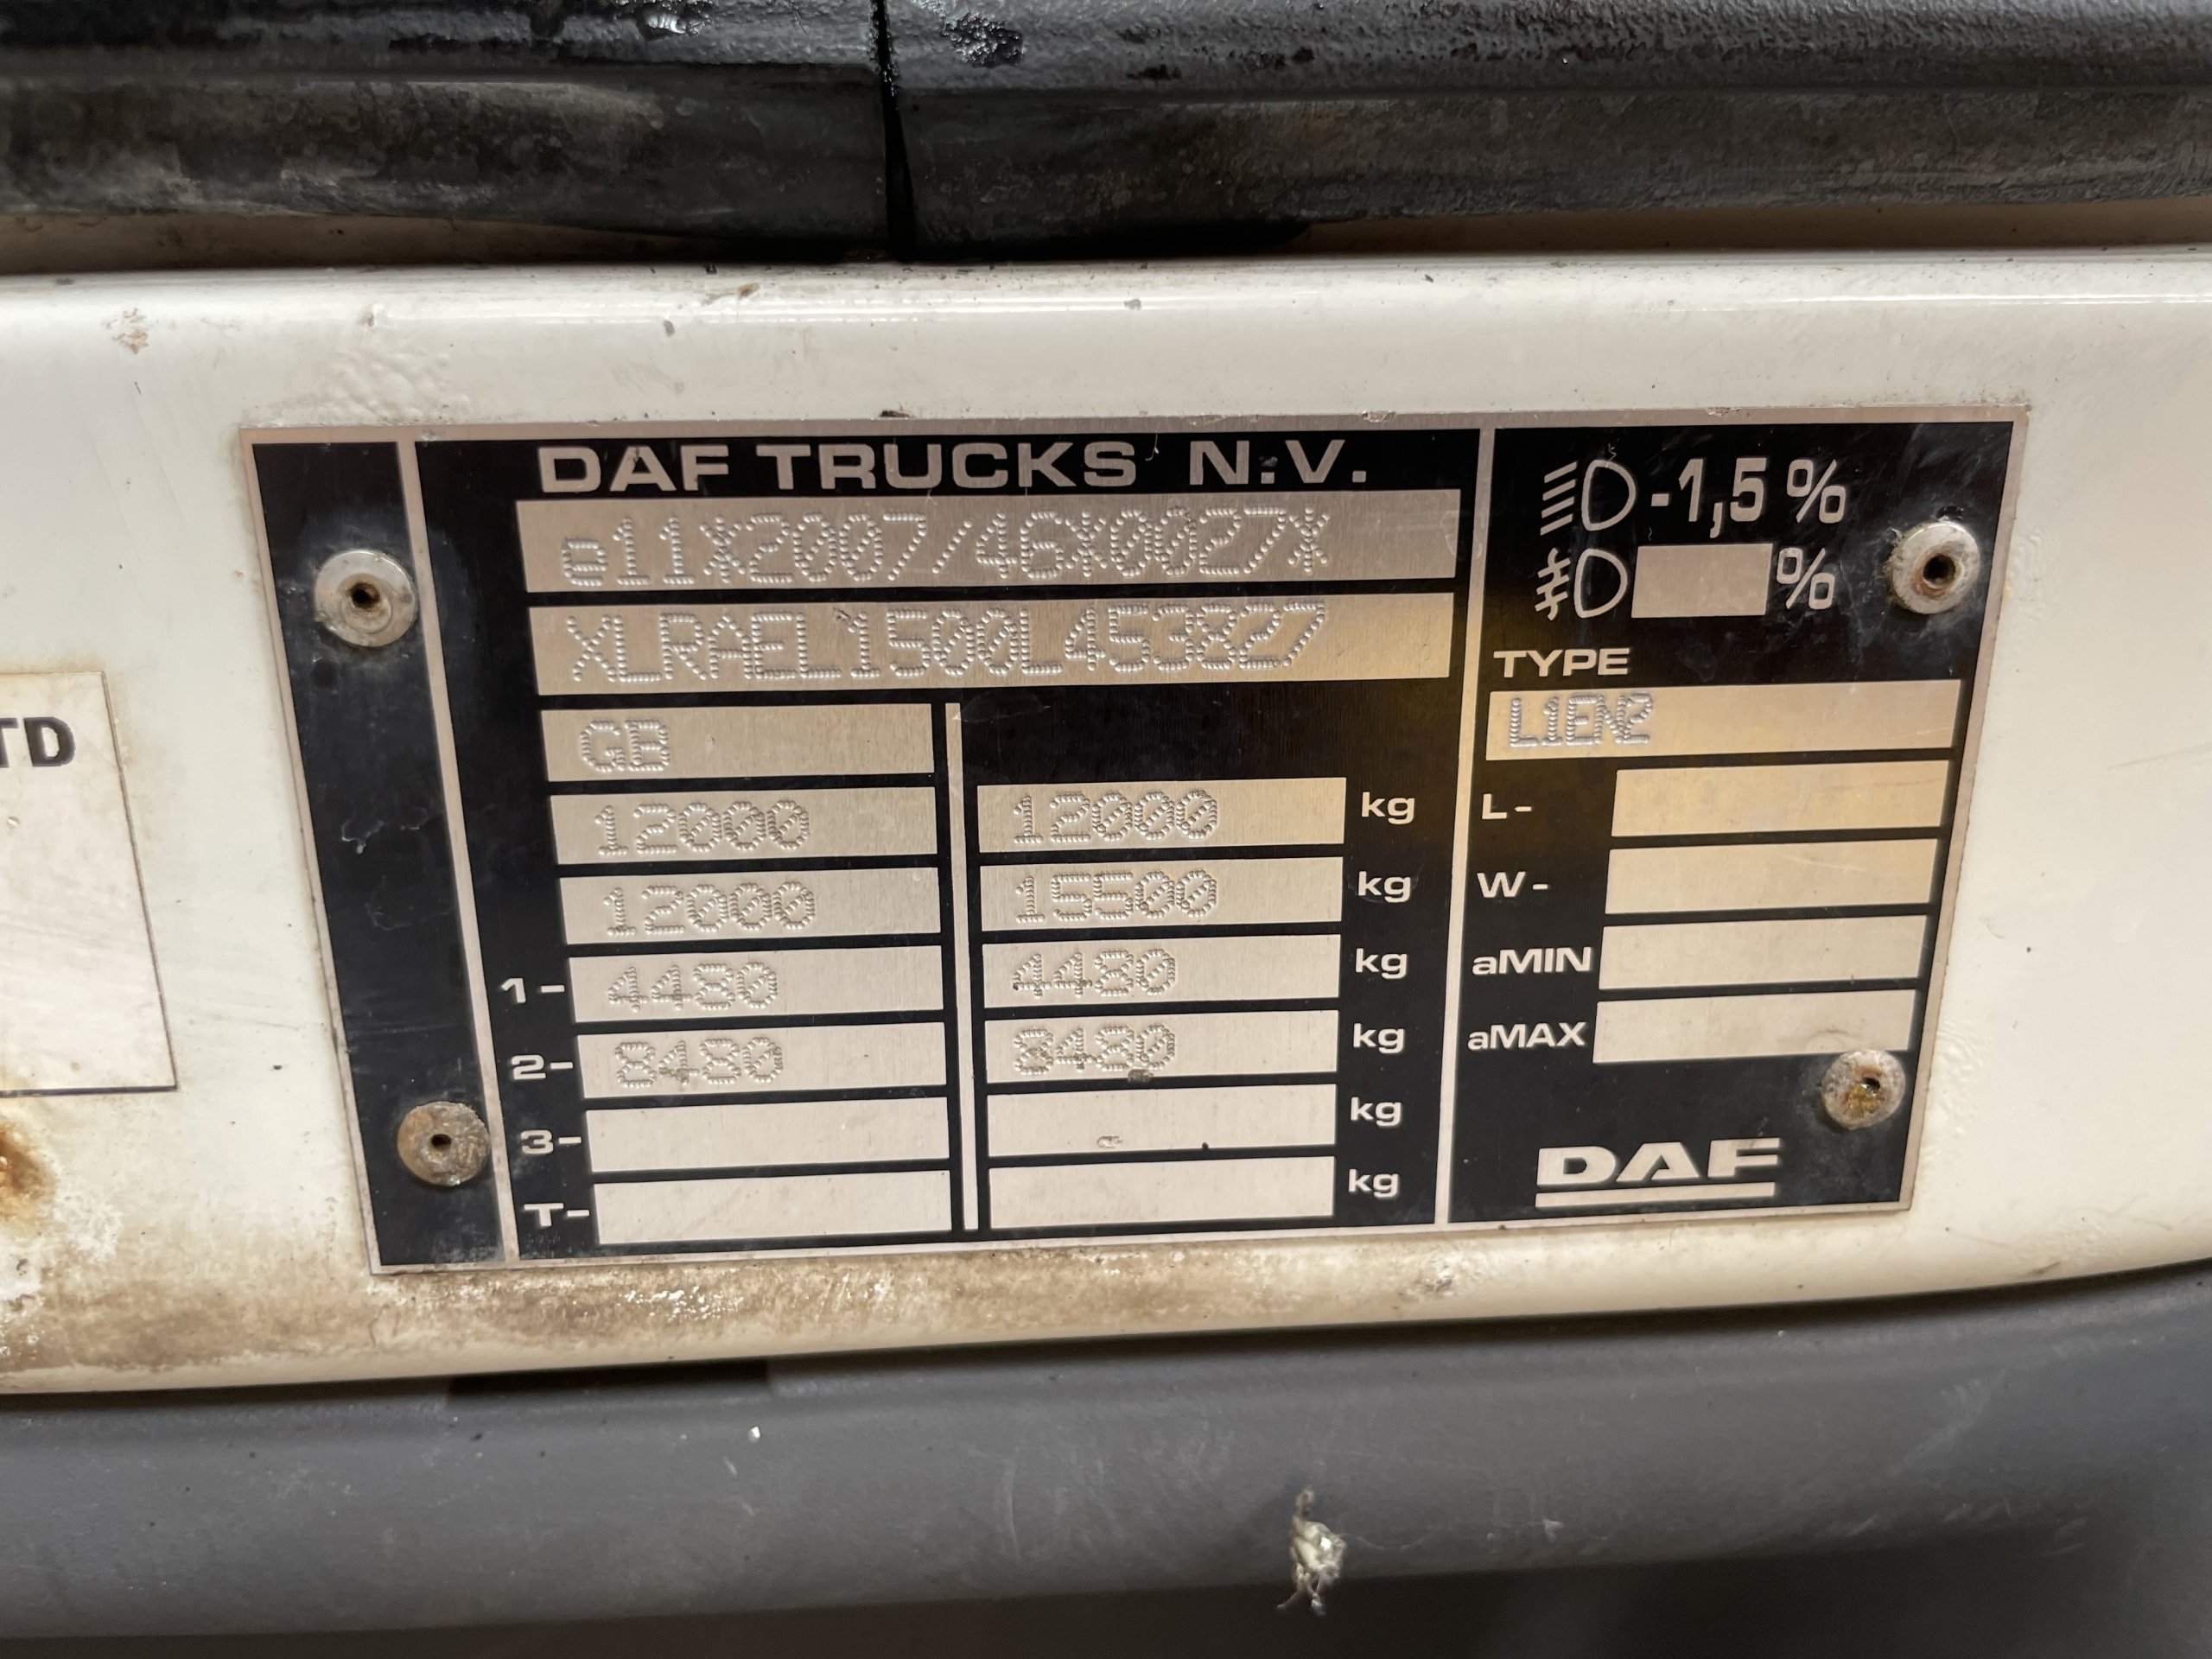 DAF TRUCKS N.V.
e11*2007/46*0027*
XLRAEL1500L453827
GB
12000 12000 kg
12000 15500 kg
1- 4480 4480 kg
2- 8480 8480 kg
3- kg
T- kg
-1,5 %
%
TYPE
L1EN2
L-
W-
aMIN
aMAX
DAF
TD